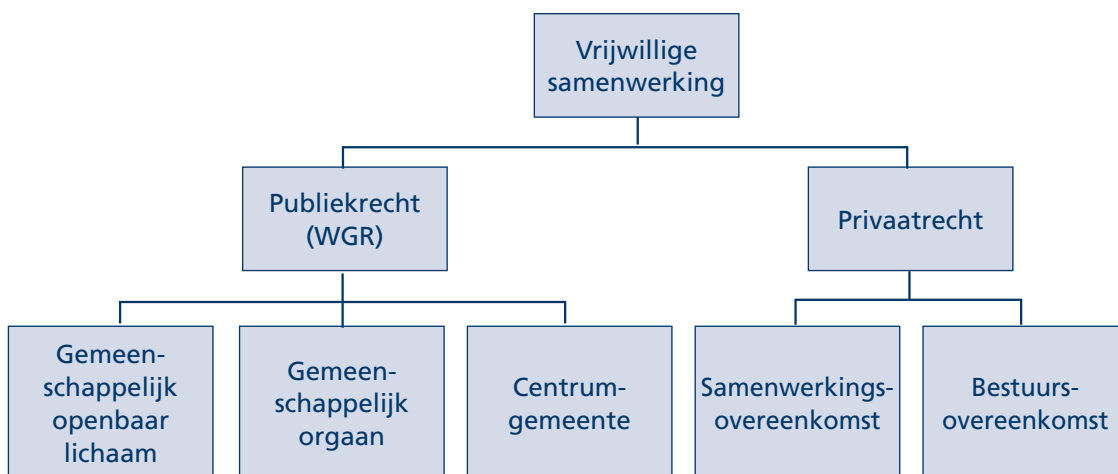 Vrijwillige
samenwerking
Publiekrecht
(WGR)
Privaatrecht
Gemeen-
schappelijk
openbaar
lichaam
Gemeen-
schappelijk
orgaan
Centrum-
gemeente
Samenwerkings-
overeenkomst
Bestuurs-
overeenkomst